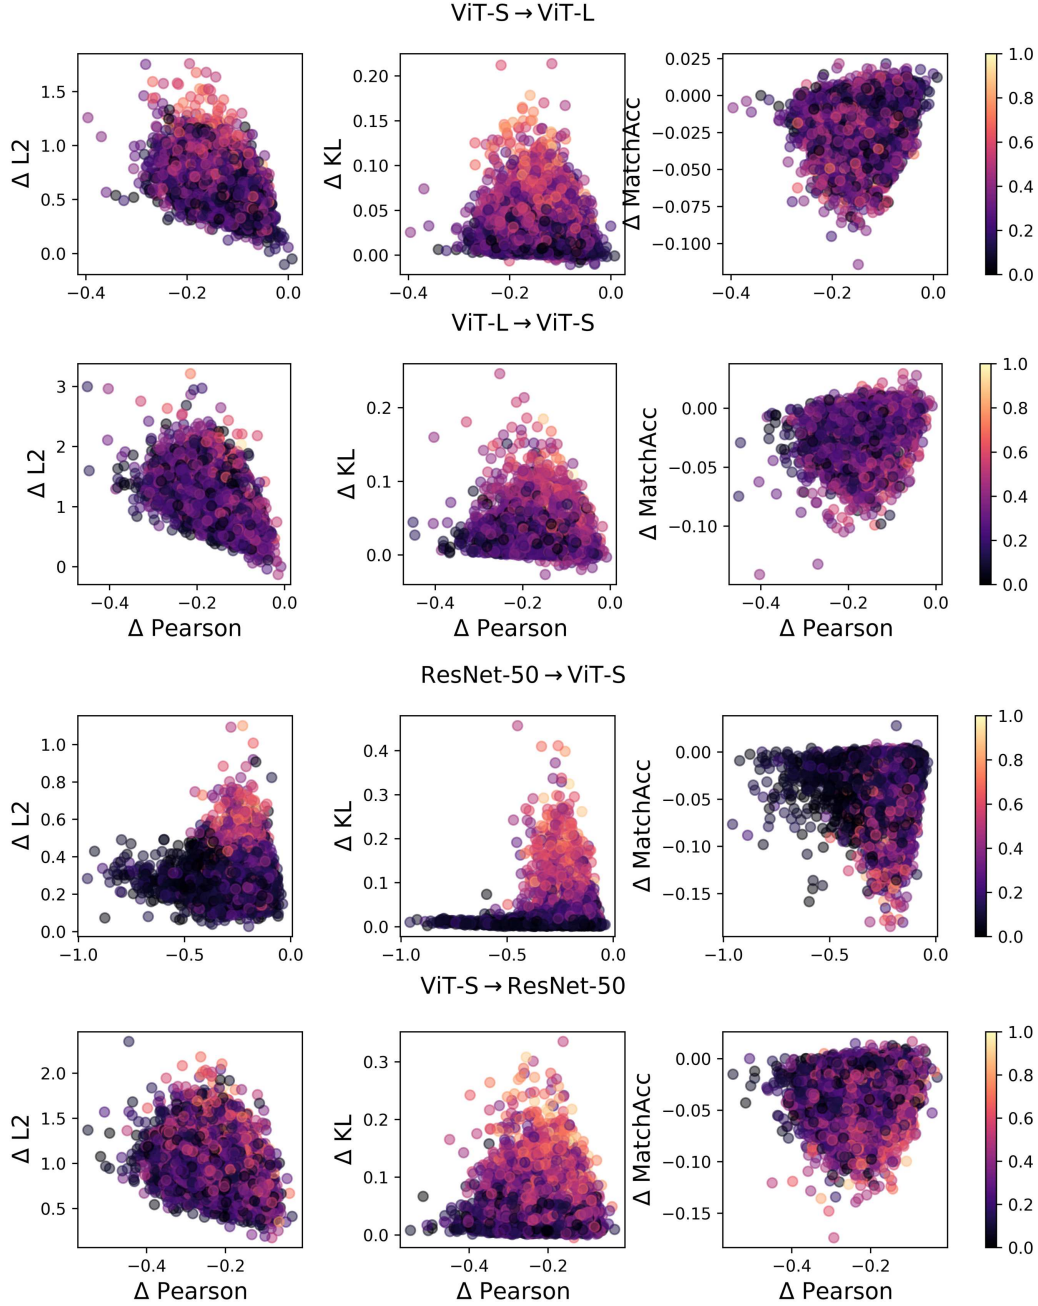 ViT-S → ViT-L
Δ L2
1.5
1.0
0.5
0.0
−0.4 −0.2 0.0
Δ KL
0.20
0.15
0.10
0.05
0.00
−0.4 −0.2 0.0
Δ MatchAcc
0.025
0.000
−0.025
−0.050
−0.075
−0.100
−0.4 −0.2 0.0
1.0
0.8
0.6
0.4
0.2
0.0
ViT-L → ViT-S
Δ L2
3
2
1
0
−0.4 −0.2 0.0
Δ Pearson
Δ KL
0.2
0.1
0.0
−0.4 −0.2 0.0
Δ Pearson
Δ MatchAcc
0.00
−0.05
−0.10
−0.4 −0.2 0.0
Δ Pearson
1.0
0.8
0.6
0.4
0.2
0.0
ResNet-50 → ViT-S
Δ L2
1.0
0.8
0.6
0.4
0.2
0.0
−1.0 −0.5 0.0
Δ KL
0.4
0.3
0.2
0.1
0.0
−1.0 −0.5 0.0
Δ MatchAcc
0.00
−0.05
−0.10
−0.15
−1.0 −0.5 0.0
1.0
0.8
0.6
0.4
0.2
0.0
ViT-S → ResNet-50
Δ L2
2.0
1.5
1.0
0.5
−0.4 −0.2
Δ Pearson
Δ KL
0.3
0.2
0.1
0.0
−0.4 −0.2
Δ Pearson
Δ MatchAcc
0.00
−0.05
−0.10
−0.15
−0.4 −0.2
Δ Pearson
1.0
0.8
0.6
0.4
0.2
0.0